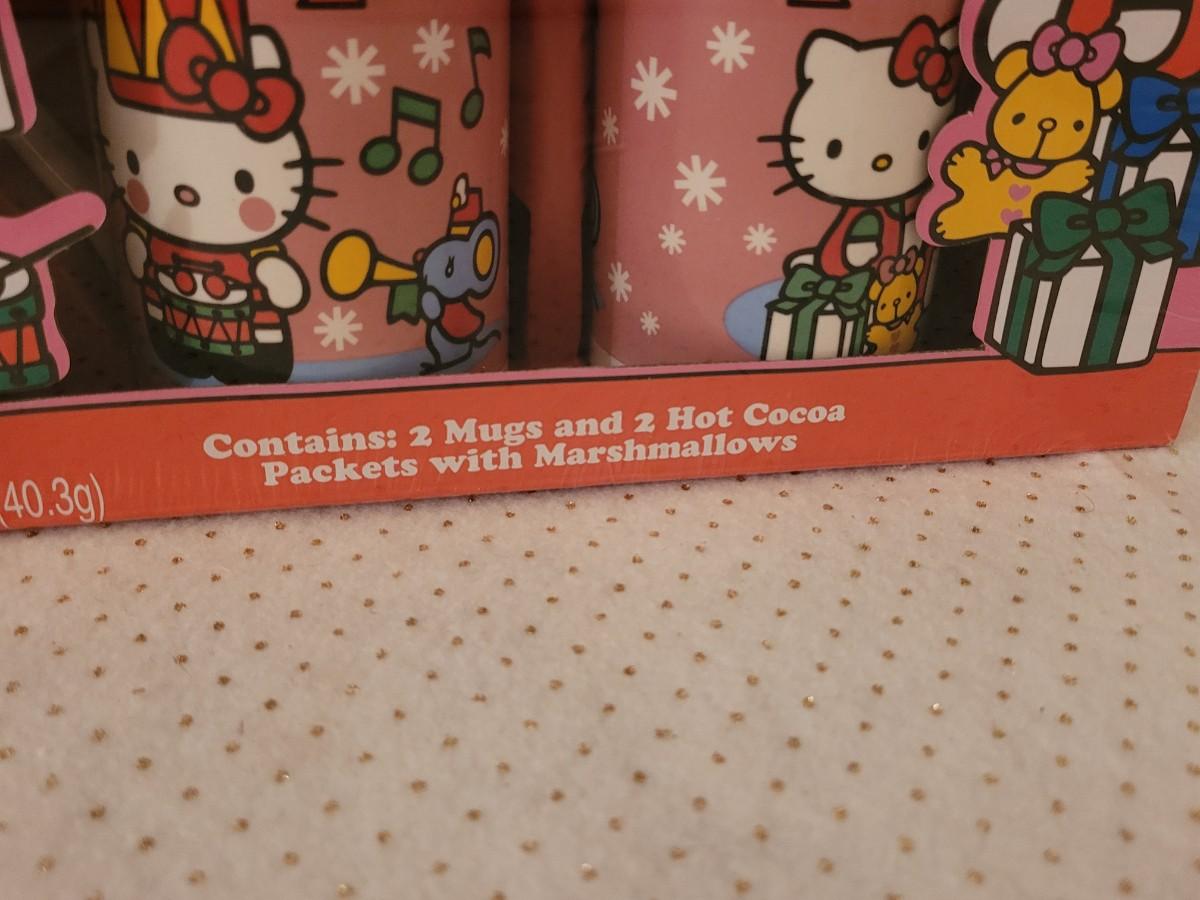 Contains: 2 Mugs and 2 Hot Cocoa
Packets with Marshmallows
(40.3g)